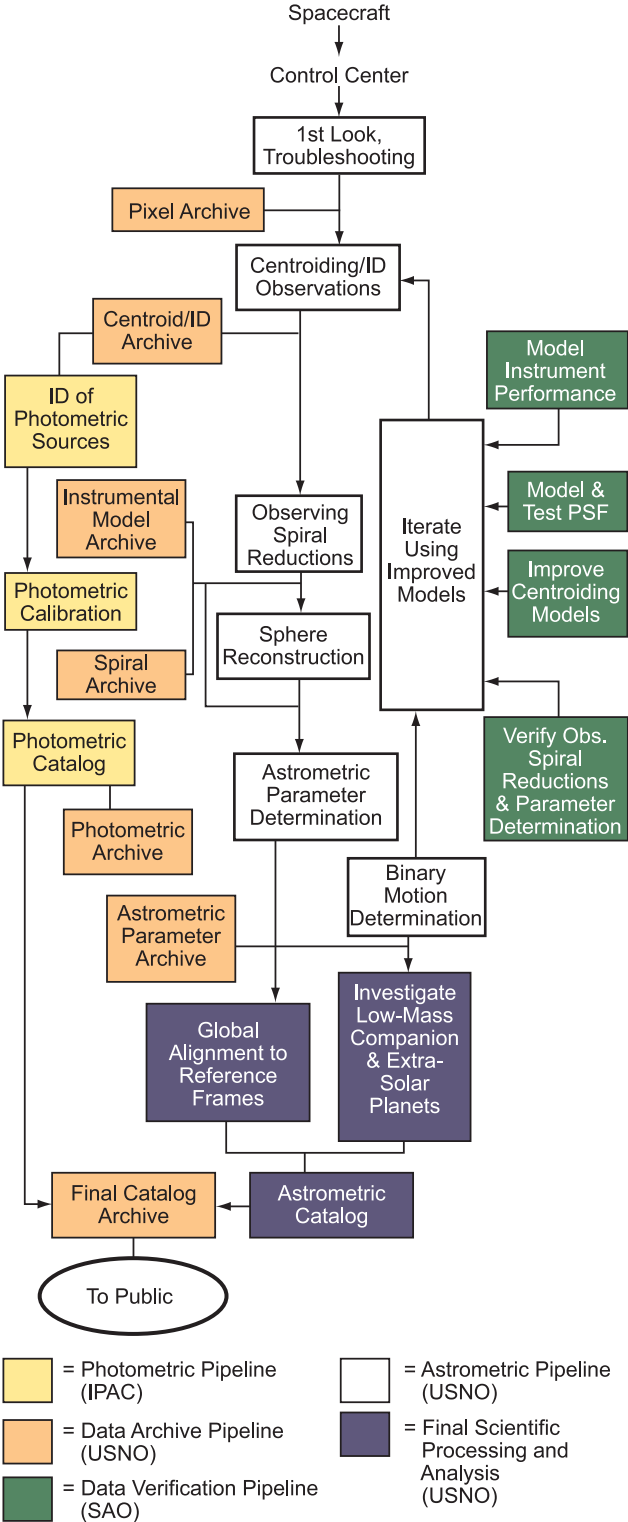 Spacecraft
Control Center
1st Look,
Troubleshooting
Pixel Archive
Centroiding/ID
Observations
Centroid/ID
Archive
Model
Instrument
Performance
ID of
Photometric
Sources
Instrumental
Model
Archive
Observing
Spiral
Reductions
Iterate
Using
Improved
Models
Model &
Test PSF
Improve
Centroiding
Models
Photometric
Calibration
Sphere
Reconstruction
Spiral
Archive
Photometric
Catalog
Astrometric
Parameter
Determination
Verify Obs.
Spiral
Reductions
& Parameter
Determination
Photometric
Archive
Binary
Motion
Determination
Astrometric
Parameter
Archive
Global
Alignment to
Reference
Frames
Investigate
Low-Mass
Companion
& Extra-
Solar
Planets
Final Catalog
Archive
Astrometric
Catalog
To Public
= Photometric Pipeline
(IPAC)
= Data Archive Pipeline
(USNO)
= Data Verification Pipeline
(SAO)
= Astrometric Pipeline
(USNO)
= Final Scientific
Processing and
Analysis
(USNO)